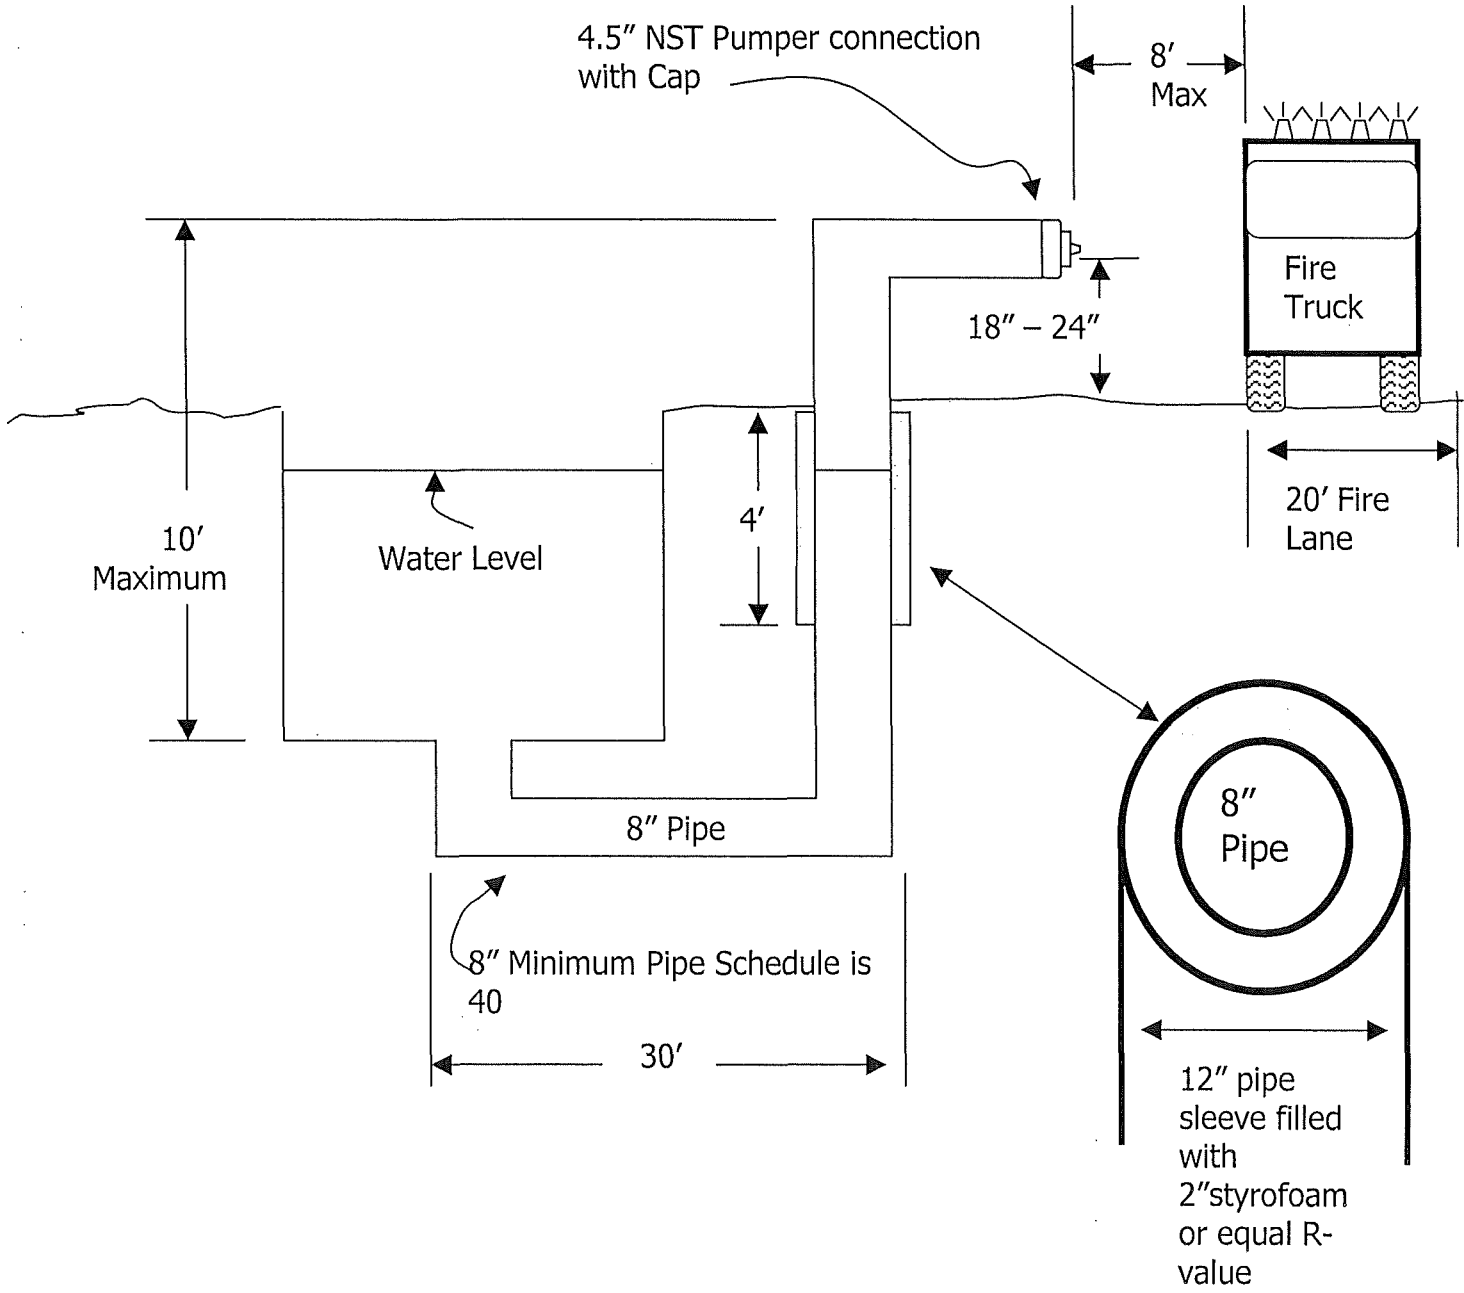 4.5″ NST Pumper connection
with Cap
8′
Max
Fire
Truck
18″ – 24″
10′
Maximum
Water Level
4′
20′ Fire
Lane
8″ Pipe
8″
Pipe
8″ Minimum Pipe Schedule is
40
30′
12″ pipe
sleeve filled
with
2″styrofoam
or equal R-
value